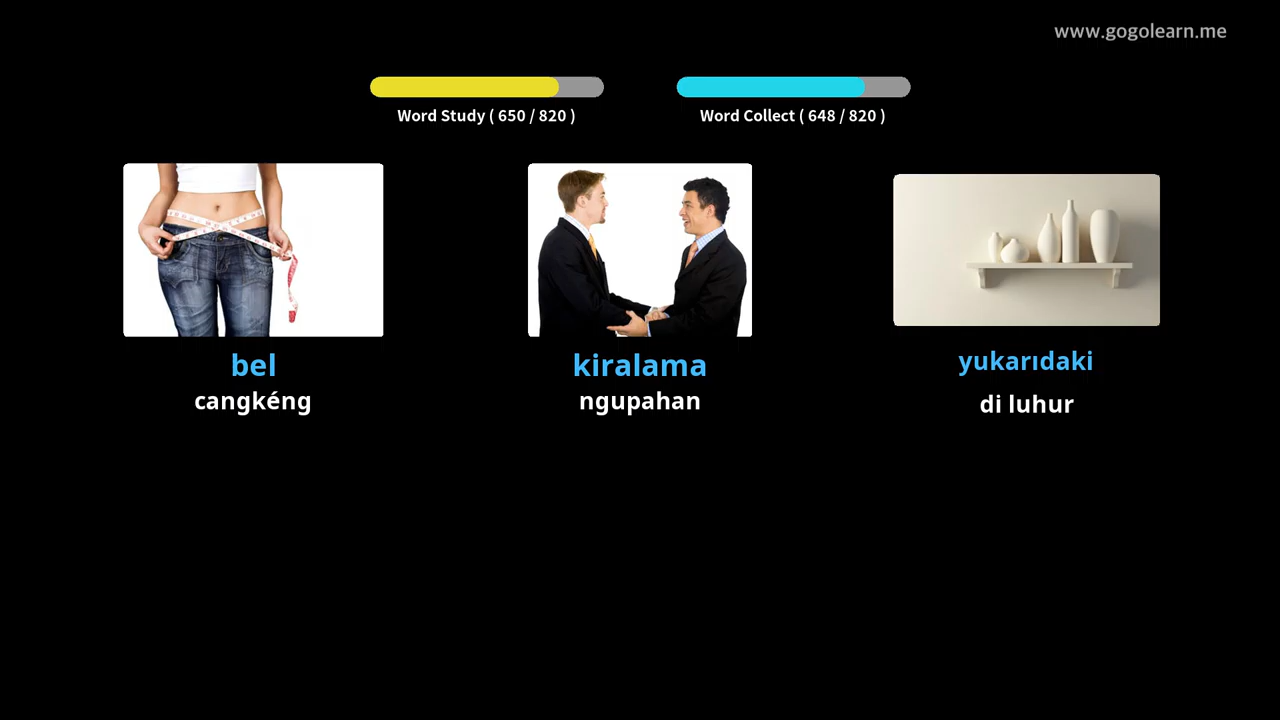 www.gogolearn.me
Word Study ( 650 / 820 )
Word Collect ( 648 / 820 )
bel
cangkéng
kiralama
ngupahan
yukarıdaki
di luhur